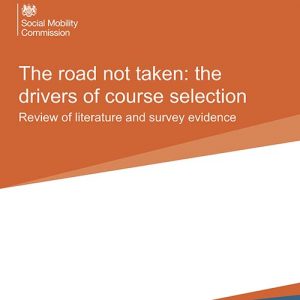 Social Mobility
Commission
The road not taken: the
drivers of course selection
Review of literature and survey evidence